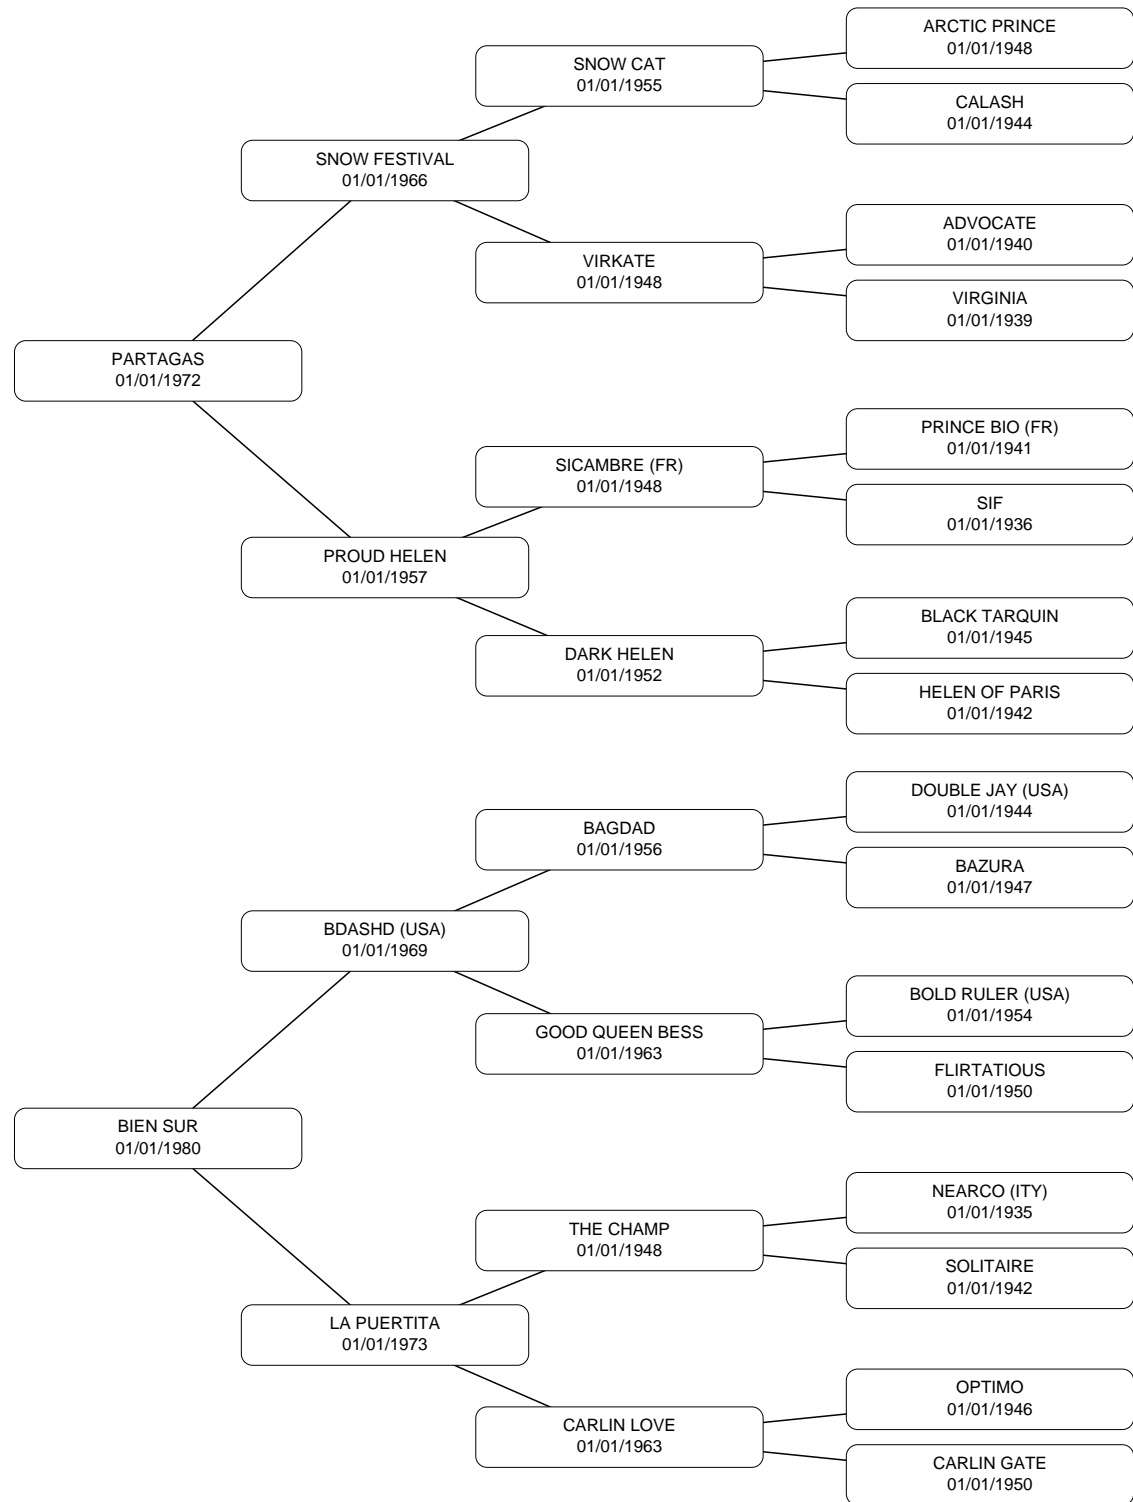 ARCTIC PRINCE
01/01/1948
SNOW CAT
01/01/1955
CALASH
01/01/1944
SNOW FESTIVAL
01/01/1966
ADVOCATE
01/01/1940
VIRKATE
01/01/1948
VIRGINIA
01/01/1939
PARTAGAS
01/01/1972
PRINCE BIO (FR)
01/01/1941
SICAMBRE (FR)
01/01/1948
SIF
01/01/1936
PROUD HELEN
01/01/1957
BLACK TARQUIN
01/01/1945
DARK HELEN
01/01/1952
HELEN OF PARIS
01/01/1942
DOUBLE JAY (USA)
01/01/1944
BAGDAD
01/01/1956
BAZURA
01/01/1947
BDASHD (USA)
01/01/1969
BOLD RULER (USA)
01/01/1954
GOOD QUEEN BESS
01/01/1963
FLIRTATIOUS
01/01/1950
BIEN SUR
01/01/1980
NEARCO (ITY)
01/01/1935
THE CHAMP
01/01/1948
SOLITAIRE
01/01/1942
LA PUERTITA
01/01/1973
OPTIMO
01/01/1946
CARLIN LOVE
01/01/1963
CARLIN GATE
01/01/1950